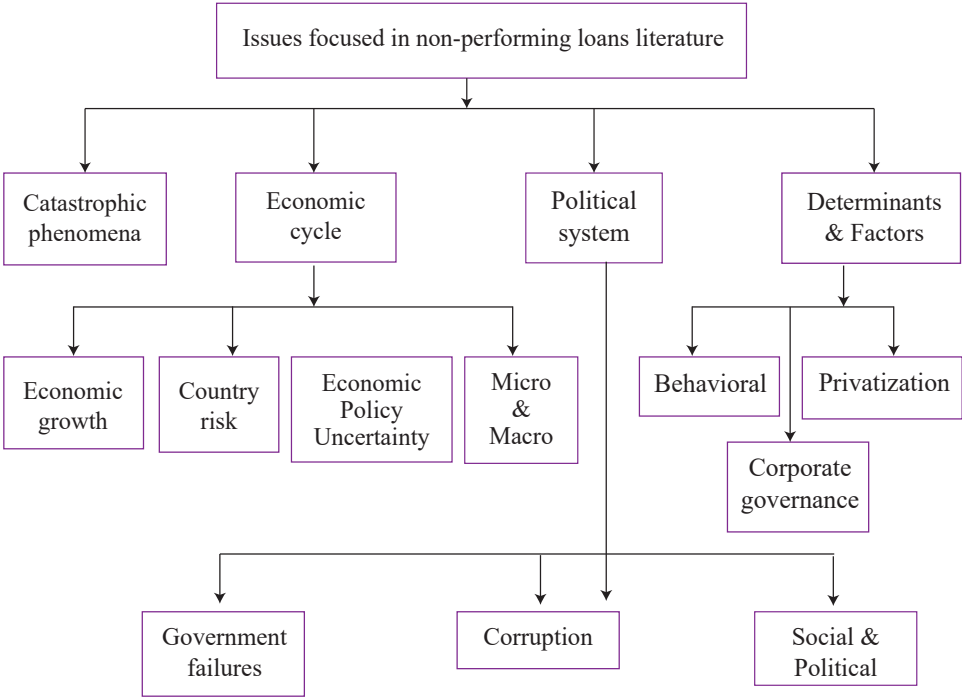 Issues focused in non-performing loans literature
Catastrophic
phenomena
Economic
cycle
Political
system
Determinants
& Factors
Economic
growth
Country
risk
Economic
Policy
Uncertainty
Micro
&
Macro
Behavioral
Privatization
Corporate
governance
Government
failures
Corruption
Social &
Political